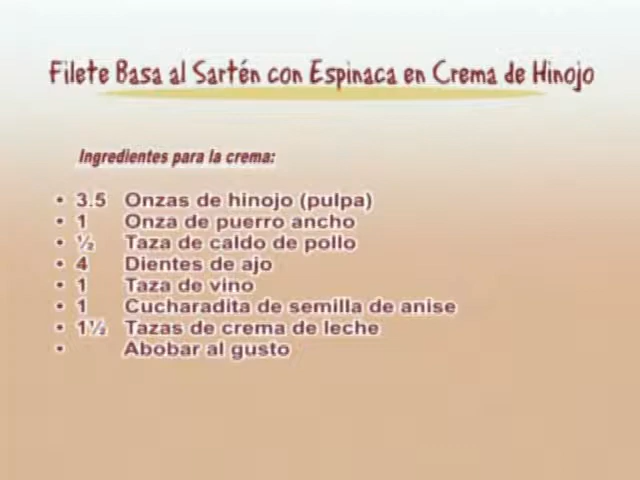 Filete Basa al Sartén con Espinaca en Crema de Hinojo
Ingredientes para la crema:
• 3.5 Onzas de hinojo (pulpa)
• 1 Onza de puerro ancho
• ½ Taza de caldo de pollo
• 4 Dientes de ajo
• 1 Taza de vino
• 1 Cucharadita de semilla de anise
• 1½ Tazas de crema de leche
• Abobar al gusto